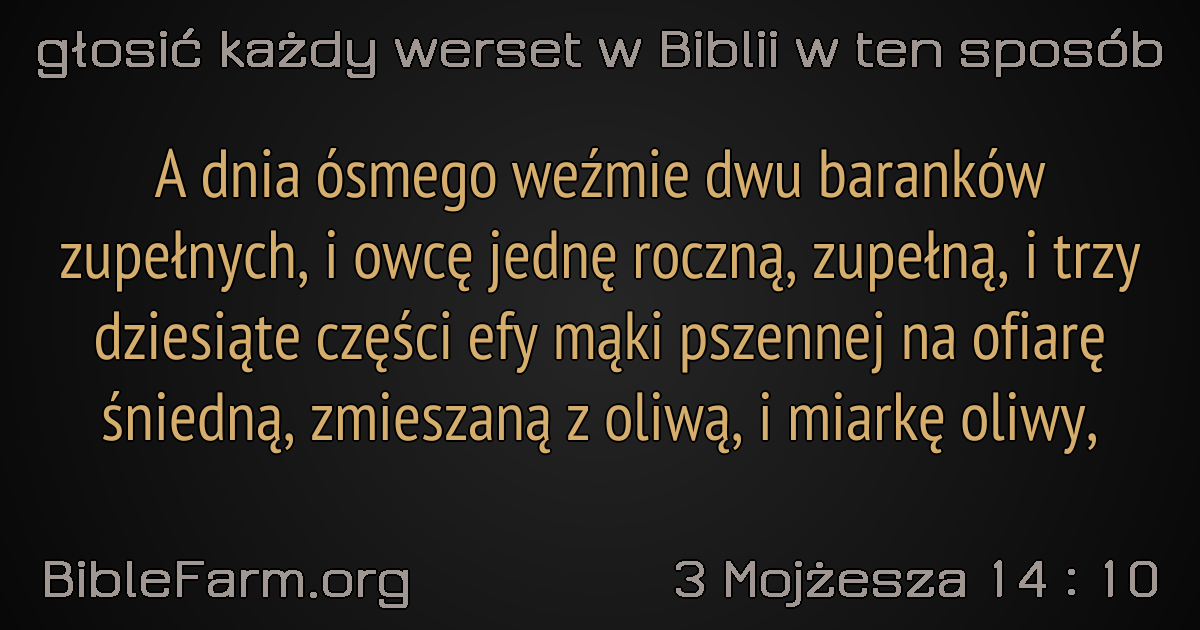 głosić każdy werset w Biblii w ten sposób
A dnia ósmego weźmie dwu baranków
zupełnych, i owcę jednę roczną, zupełną, i trzy
dziesiąte części efy mąki pszennej na ofiarę
śniedną, zmieszaną z oliwą, i miarkę oliwy,
BibleFarm.org
3 Mojżesza 14 : 10